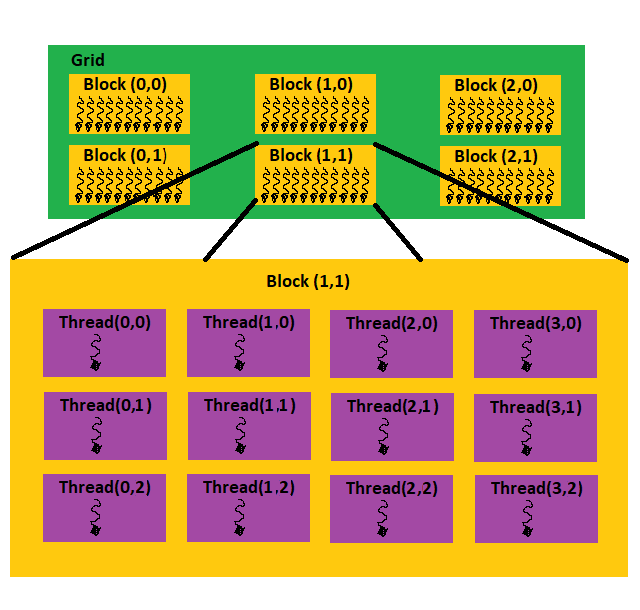 Grid
Block (0,0) Block (1,0) Block (2,0)
Block (0,1) Block (1,1) Block (2,1)
Block (1,1)
Thread(0,0) Thread(1,0) Thread(2,0) Thread(3,0)
Thread(0,1) Thread(1,1) Thread(2,1) Thread(3,1)
Thread(0,2) Thread(1,2) Thread(2,2) Thread(3,2)